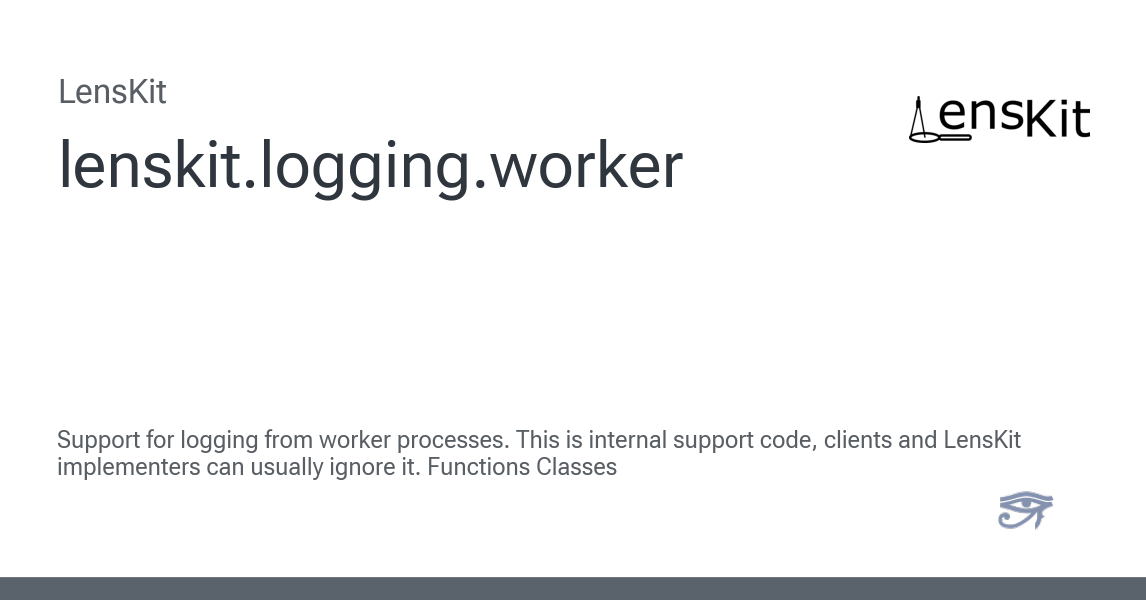 LensKit
LensKit
lenskit.logging.worker
Support for logging from worker processes. This is internal support code, clients and LensKit
implementers can usually ignore it. Functions Classes